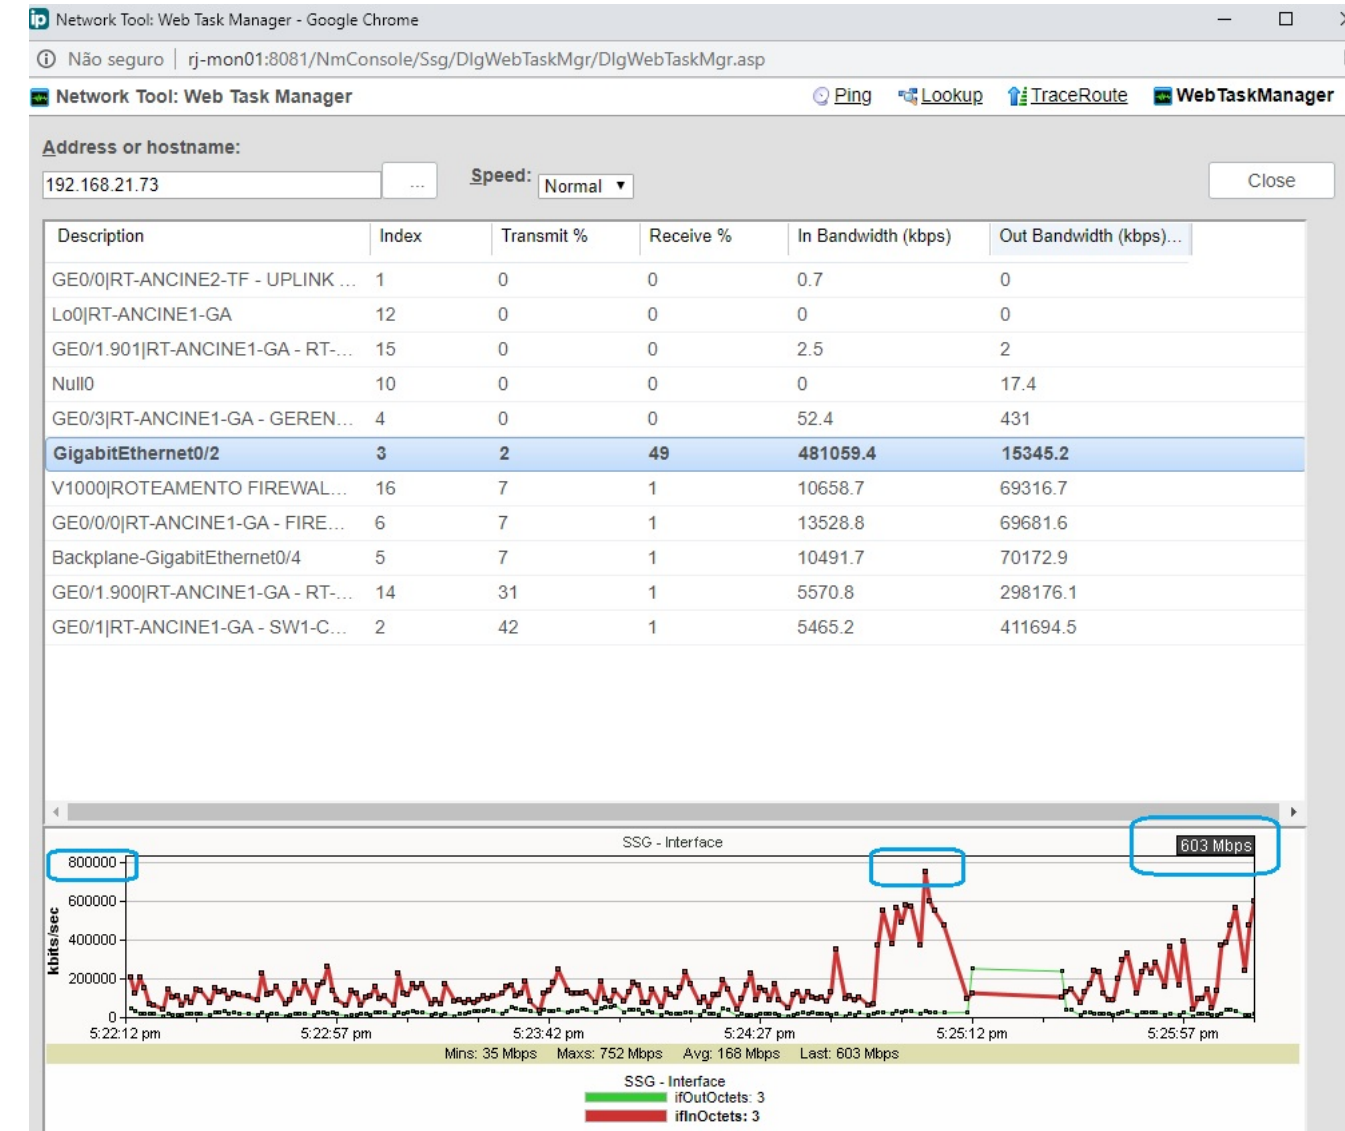 Network Tool: Web Task Manager - Google Chrome
Não seguro | rj-mon01:8081/NmConsole/Ssg/DlgWebTaskMgr/DlgWebTaskMgr.asp
Network Tool: Web Task Manager Ping Lookup TraceRoute WebTaskManager
Address or hostname:
192.168.21.73 ... Speed: Normal Close
Description Index Transmit % Receive % In Bandwidth (kbps) Out Bandwidth (kbps)...
GE0/0|RT-ANCINE2-TF - UPLINK ... 1 0 0 0.7 0
Lo0|RT-ANCINE1-GA 12 0 0 0 0
GE0/1.901|RT-ANCINE1-GA - RT-... 15 0 0 2.5 2
Null0 10 0 0 0 17.4
GE0/3|RT-ANCINE1-GA - GEREN... 4 0 0 52.4 431
GigabitEthernet0/2 3 2 49 481059.4 15345.2
V1000|ROTEAMENTO FIREWAL... 16 7 1 10658.7 69316.7
GE0/0/0|RT-ANCINE1-GA - FIRE... 6 7 1 13528.8 69681.6
Backplane-GigabitEthernet0/4 5 7 1 10491.7 70172.9
GE0/1.900|RT-ANCINE1-GA - RT-... 14 31 1 5570.8 298176.1
GE0/1|RT-ANCINE1-GA - SW1-C... 2 42 1 5465.2 411694.5
SSG - Interface
603 Mbps
800000
600000
400000
200000
0
kbits/sec
5:22:12 pm 5:22:57 pm 5:23:42 pm 5:24:27 pm 5:25:12 pm 5:25:57 pm
Mins: 35 Mbps Maxs: 752 Mbps Avg: 168 Mbps Last: 603 Mbps
SSG - Interface
ifOutOctets: 3
ifInOctets: 3